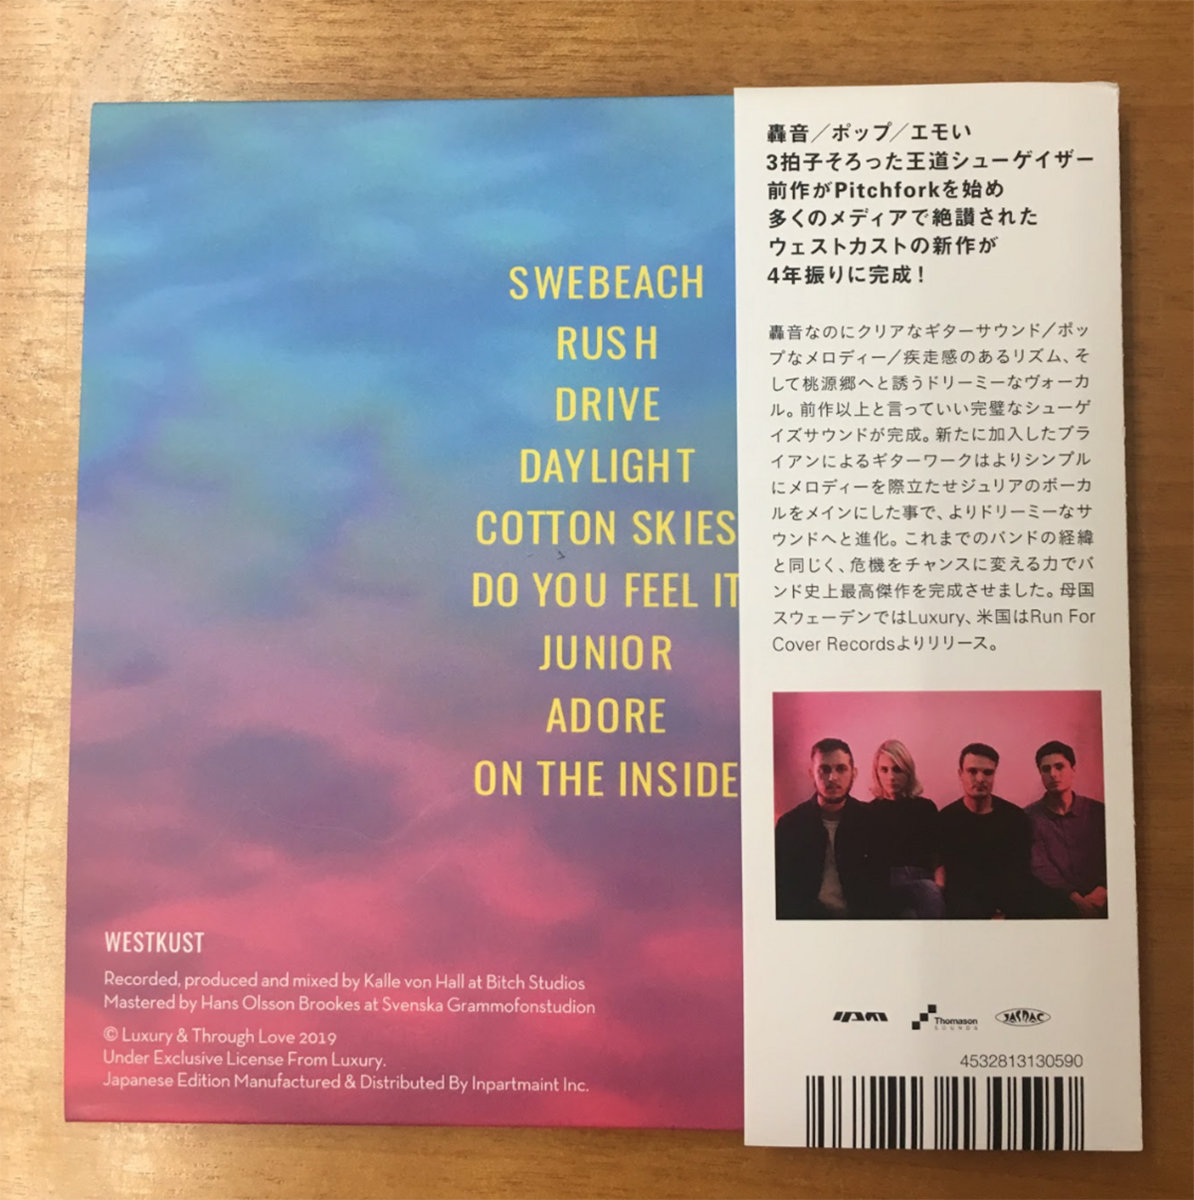 SWEBEACH
RUSH
DRIVE
DAYLIGHT
COTTON SKIES
DO YOU FEEL IT
JUNIOR
ADORE
ON THE INSIDE
WESTKUST
Recorded, produced and mixed by Kalle von Hall at Bitch Studios
Mastered by Hans Olsson Brookes at Svenska Grammofonstudion
© Luxury & Through Love 2019
Under Exclusive License From Luxury.
Japanese Edition Manufactured & Distributed By Inpartmaint Inc.
轟音／ポップ／エモい
3拍子そろった王道シューゲイザー
前作がPitchforkを始め
多くのメディアで絶讃された
ウェストカストの新作が
4年振りに完成！
轟音なのにクリアなギターサウンド／ポッ
プなメロディー／疾走感のあるリズム、そ
して桃源郷へと誘うドリーミーなヴォーカ
ル。前作以上と言っていい完璧なシューゲ
イズサウンドが完成。新たに加入したブラ
イアンによるギターワークはよりシンプル
にメロディーを際立たせジュリアのボーカ
ルをメインにした事で、よりドリーミーなサ
ウンドへと進化。これまでのバンドの経緯
と同じく、危機をチャンスに変える力でバ
ンド史上最高傑作を完成させました。母国
スウェーデンではLuxury、米国はRun For
Cover Recordsよりリリース。
Thomason
SOUNDS
JASRAC
4532813130590